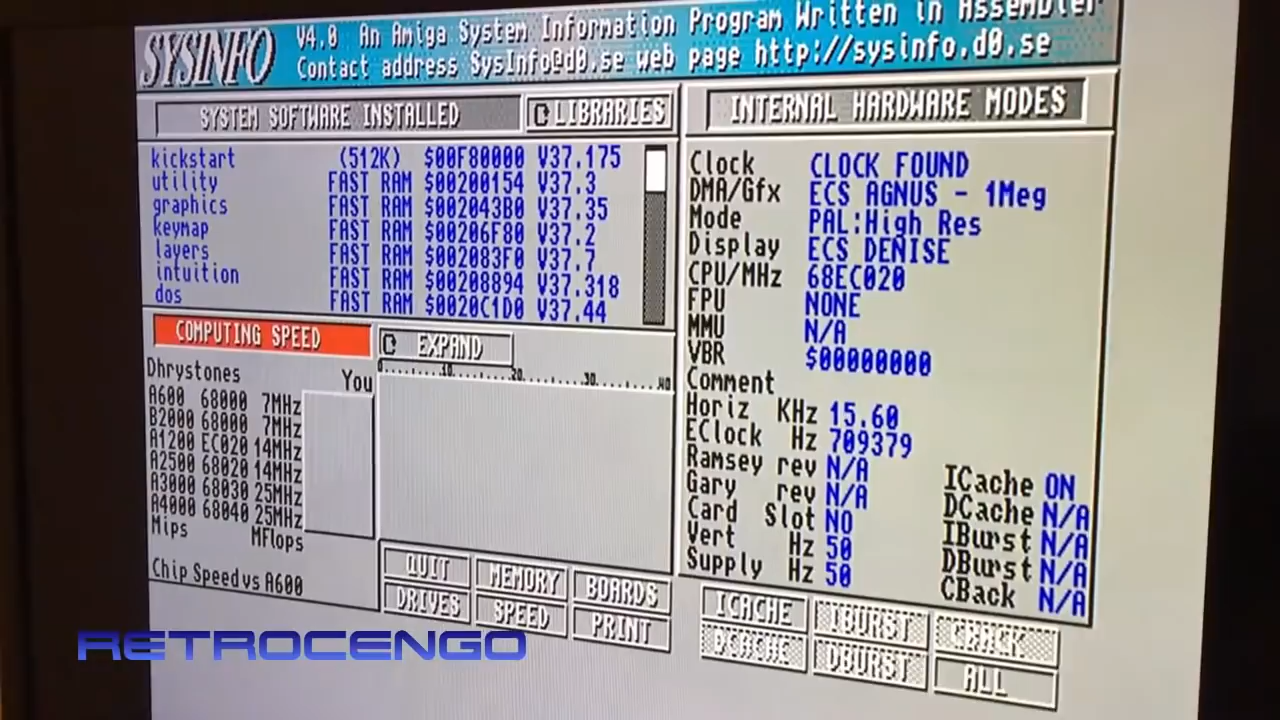 SYSINFO
V4.0 An Amiga System Information Program Written in Assembler
Contact address SysInfo@d0.se web page http://sysinfo.d0.se
SYSTEM SOFTWARE INSTALLED
LIBRARIES
kickstart (512K) $00F80000 V37.175
utility FAST RAM $00200154 V37.3
graphics FAST RAM $002043B0 V37.35
keymap FAST RAM $00206F80 V37.2
layers FAST RAM $002083F0 V37.7
intuition FAST RAM $00208894 V37.318
dos FAST RAM $0020C1D0 V37.44
INTERNAL HARDWARE MODES
Clock CLOCK FOUND
DMA/Gfx ECS AGNUS - 1Meg
Mode PAL:High Res
Display ECS DENISE
CPU/MHz 68EC020
FPU NONE
MMU N/A
VBR $00000000
Comment
Horiz KHz 15.60
EClock Hz 709379
Ramsey rev N/A
Gary rev N/A
Card Slot NO
Vert Hz 50
Supply Hz 50
ICache ON
DCache N/A
IBurst N/A
DBurst N/A
CBack N/A
COMPUTING SPEED
EXPAND
Dhrystones You
0 10 20 30 40
A600 68000 7MHz
B2000 68000 7MHz
A1200 EC020 14MHz
A2500 68020 14MHz
A3000 68030 25MHz
A4000 68040 25MHz
Mips MFlops
Chip Speed vs A600
QUIT MEMORY BOARDS
DRIVES SPEED PRINT
ICACHE IBURST CBACK
DCACHE DBURST ALL
RETROCENGO